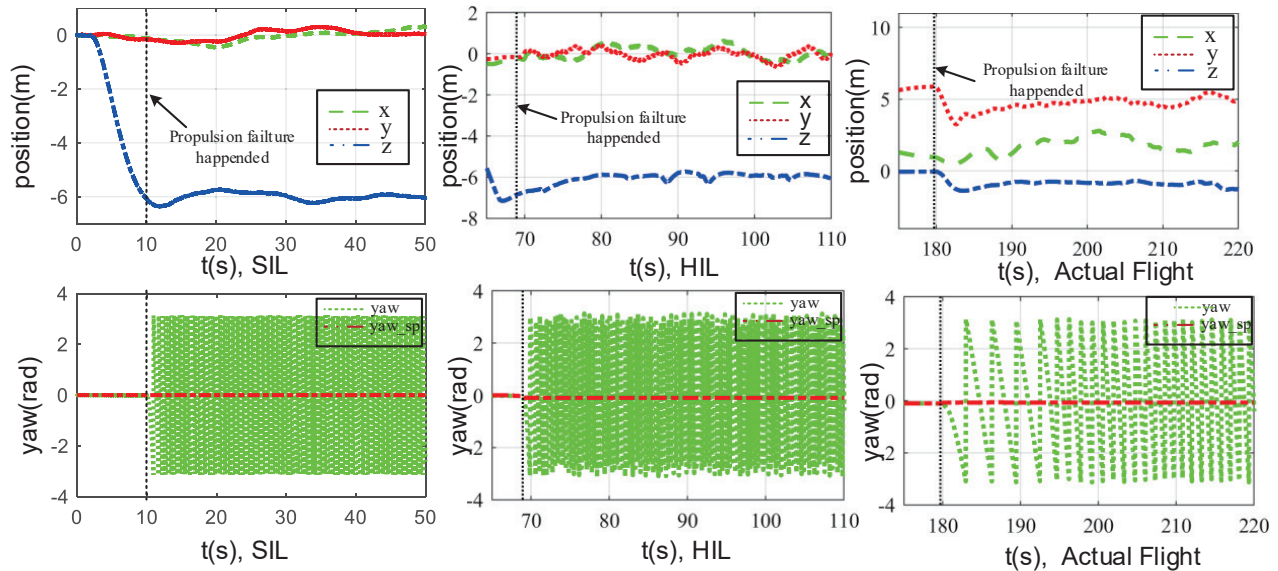 position(m)
0
-2
-4
-6
Propulsion failture
happended
x
y
z
0
10
20
30
40
50
t(s), SIL
position(m)
2
0
-2
-4
-6
-8
Propulsion failture
happended
x
y
z
70
80
90
100
110
t(s), HIL
position(m)
10
5
0
Propulsion failture
happended
x
y
z
180
190
200
210
220
t(s), Actual Flight
yaw(rad)
4
2
0
-2
-4
yaw
yaw_sp
0
10
20
30
40
50
t(s), SIL
yaw(rad)
4
2
0
-2
-4
yaw
yaw_sp
70
80
90
100
110
t(s), HIL
yaw(rad)
4
2
0
-2
-4
yaw
yaw_sp
180
190
200
210
220
t(s), Actual Flight